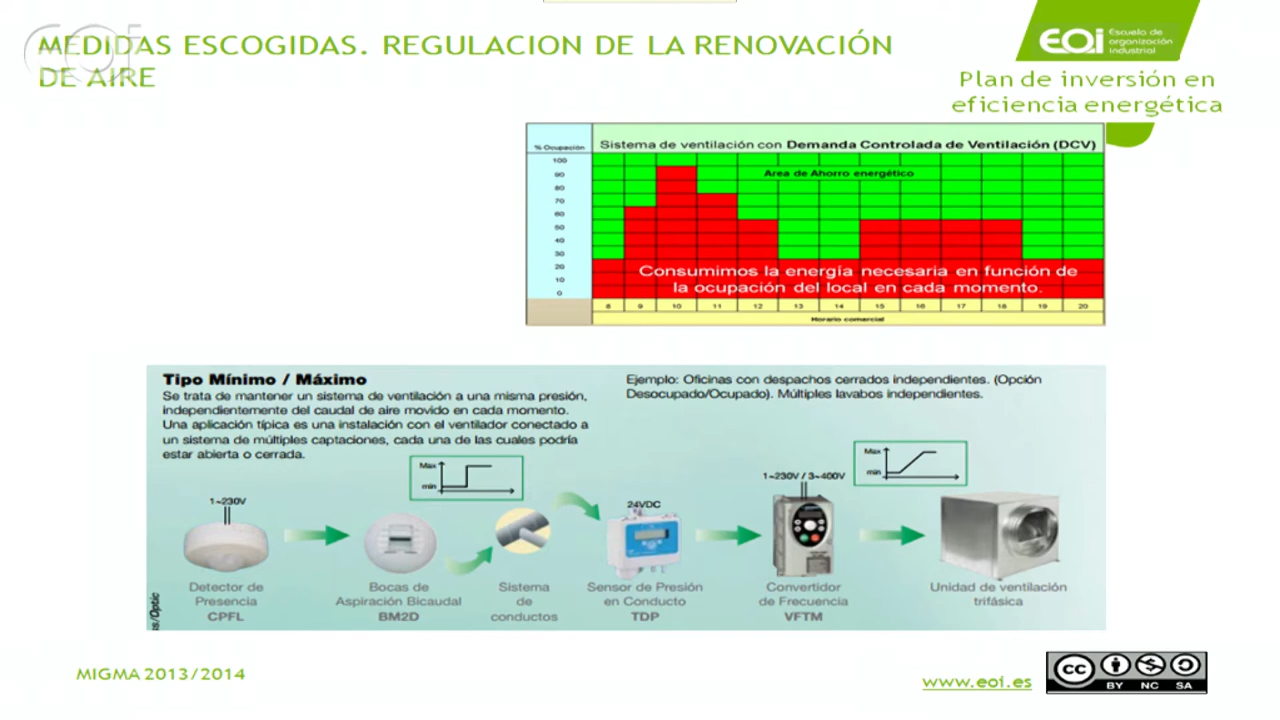 eoi
MEDIDAS ESCOGIDAS. REGULACION DE LA RENOVACIÓN
DE AIRE
EOi Escuela de
organización
industrial
Plan de inversión en
eficiencia energética
% Ocupación
Sistema de ventilación con Demanda Controlada de Ventilación (DCV)
100
90
80
70
60
50
40
30
20
10
0
Area de Ahorro energético
Consumimos la energía necesaria en función de
la ocupación del local en cada momento.
8 9 10 11 12 13 14 15 16 17 18 19 20
Horario comercial
Tipo Mínimo / Máximo
Se trata de mantener un sistema de ventilación a una misma presión,
independientemente del caudal de aire movido en cada momento.
Una aplicación típica es una instalación con el ventilador conectado a
un sistema de múltiples captaciones, cada una de las cuales podría
estar abierta o cerrada.
Ejemplo: Oficinas con despachos cerrados independientes. (Opción
Desocupado/Ocupado). Múltiples lavabos independientes.
Max
min
Max
min
1~230V
24VDC
1~230V / 3~400V
Detector de
Presencia
CPFL
Bocas de
Aspiración Bicaudal
BM2D
Sistema
de
conductos
Sensor de Presión
en Conducto
TDP
Convertidor
de Frecuencia
VFTM
Unidad de ventilación
trifásica
MIGMA 2013/2014
www.eoi.es
cc
BY NC SA